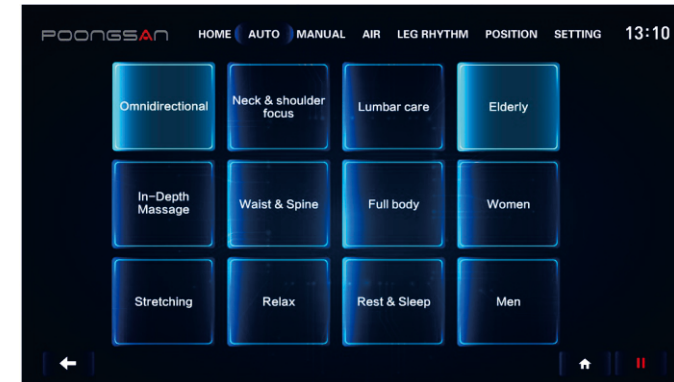 POONGSAN HOME AUTO MANUAL AIR LEG RHYTHM POSITION SETTING 13:10
Omnidirectional
Neck & shoulder
focus
Lumbar care
Elderly
In-Depth
Massage
Waist & Spine
Full body
Women
Stretching
Relax
Rest & Sleep
Men